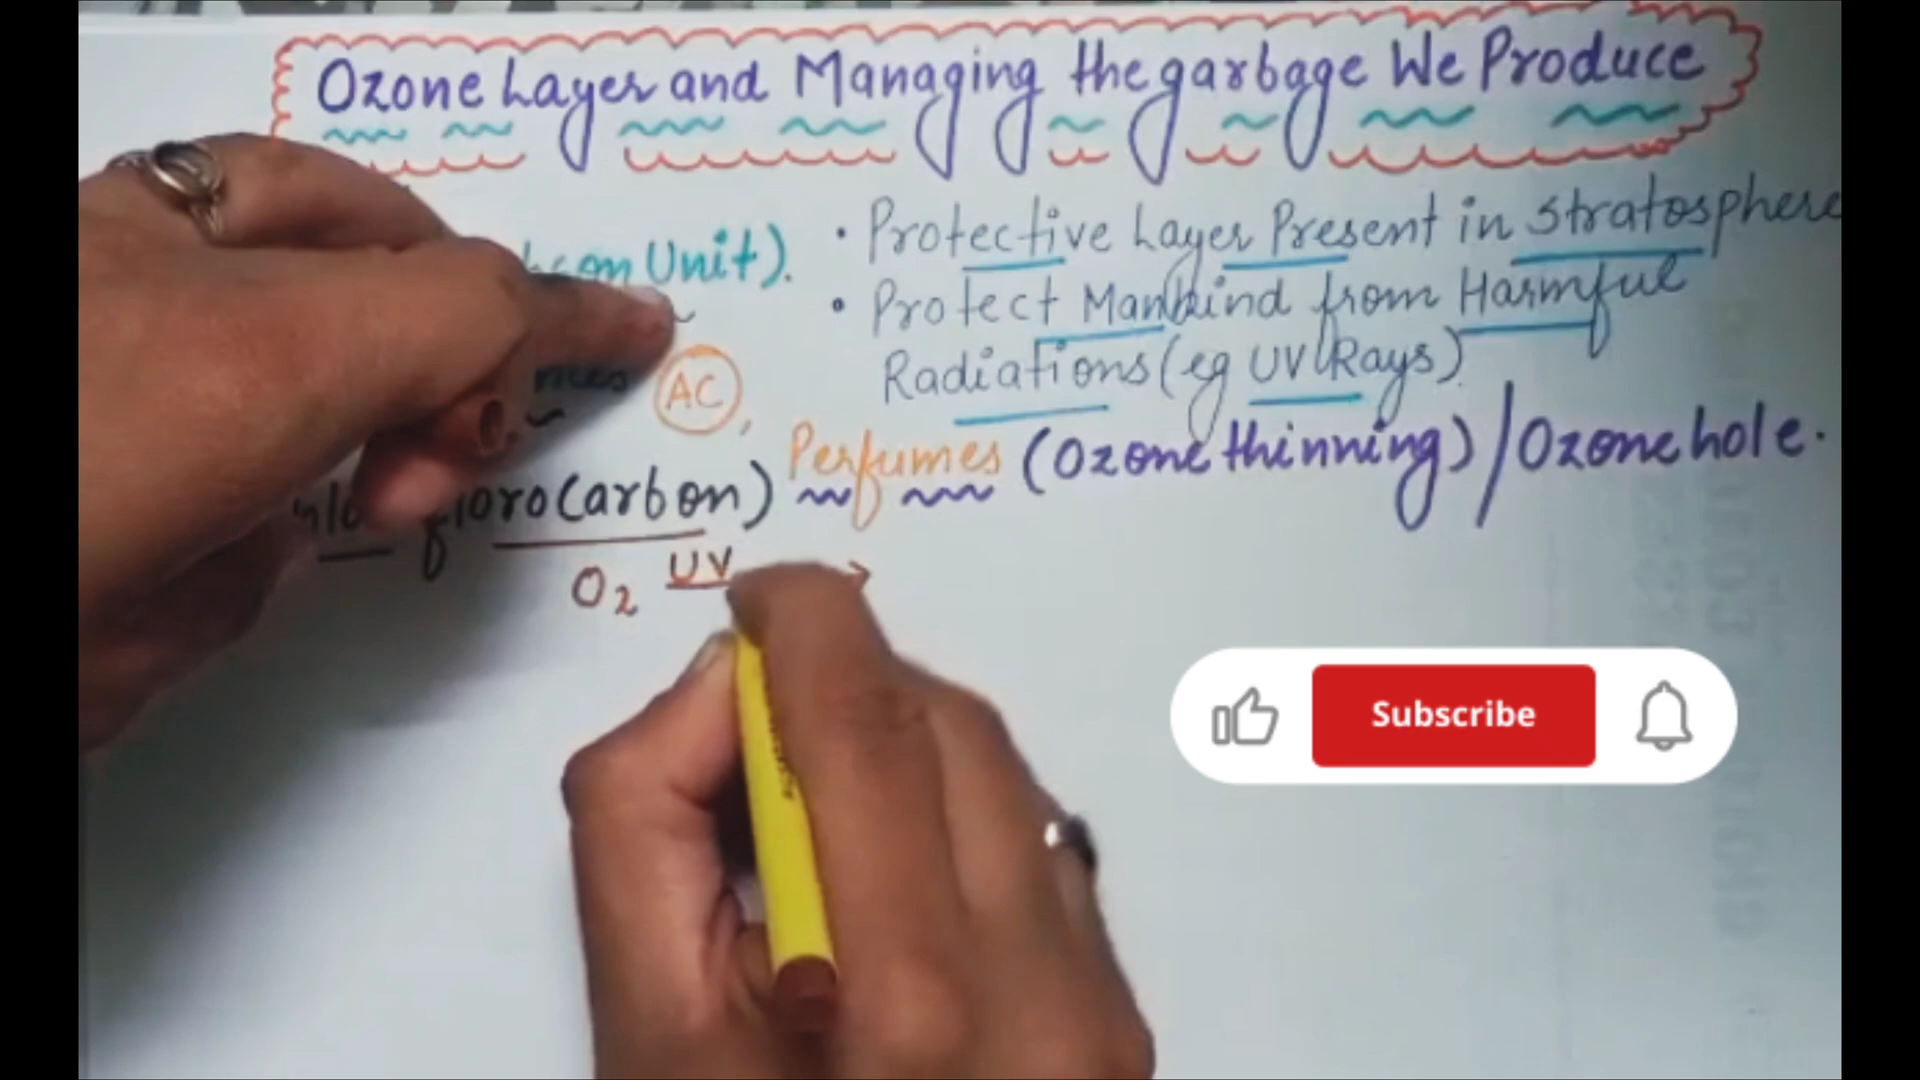 Ozone Layer and Managing the garbage We Produce
Unit).
• Protective Layer Present in Stratosphere
• Protect Mankind from Harmful
Radiations (eg UV Rays).
AC,
Perfumes (Ozone thinning) / Ozone hole.
Carbon)
O2 UV
Subscribe